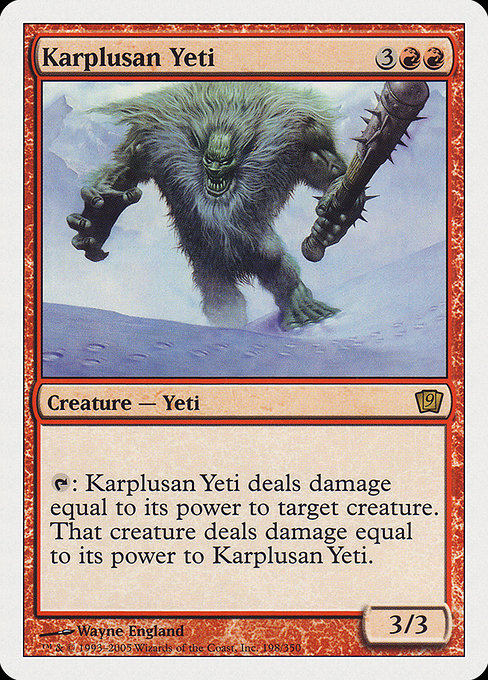 Karplusan Yeti 3
Creature — Yeti 9
: Karplusan Yeti deals damage
equal to its power to target creature.
That creature deals damage equal
to its power to Karplusan Yeti.
Wayne England
3/3
™ & © 1993–2005 Wizards of the Coast, Inc. 198/350